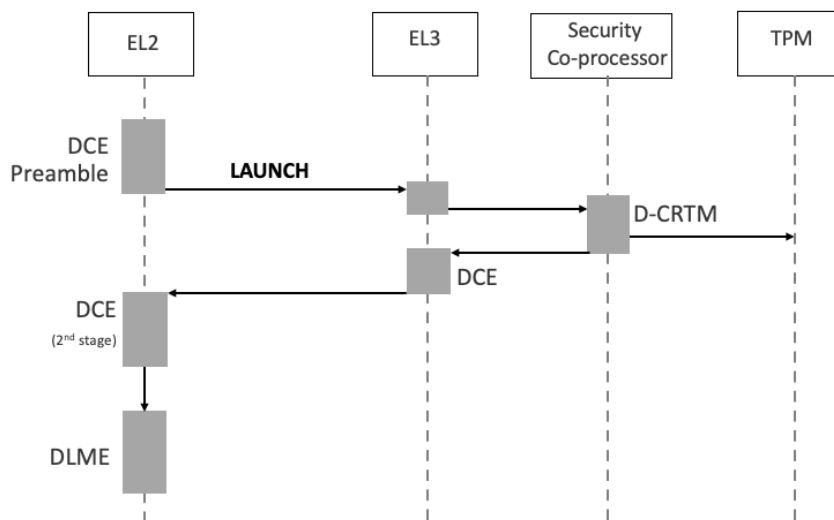 EL2
EL3
Security
Co-processor
TPM
DCE
Preamble
LAUNCH
D-CRTM
DCE
DCE
(2nd stage)
DLME